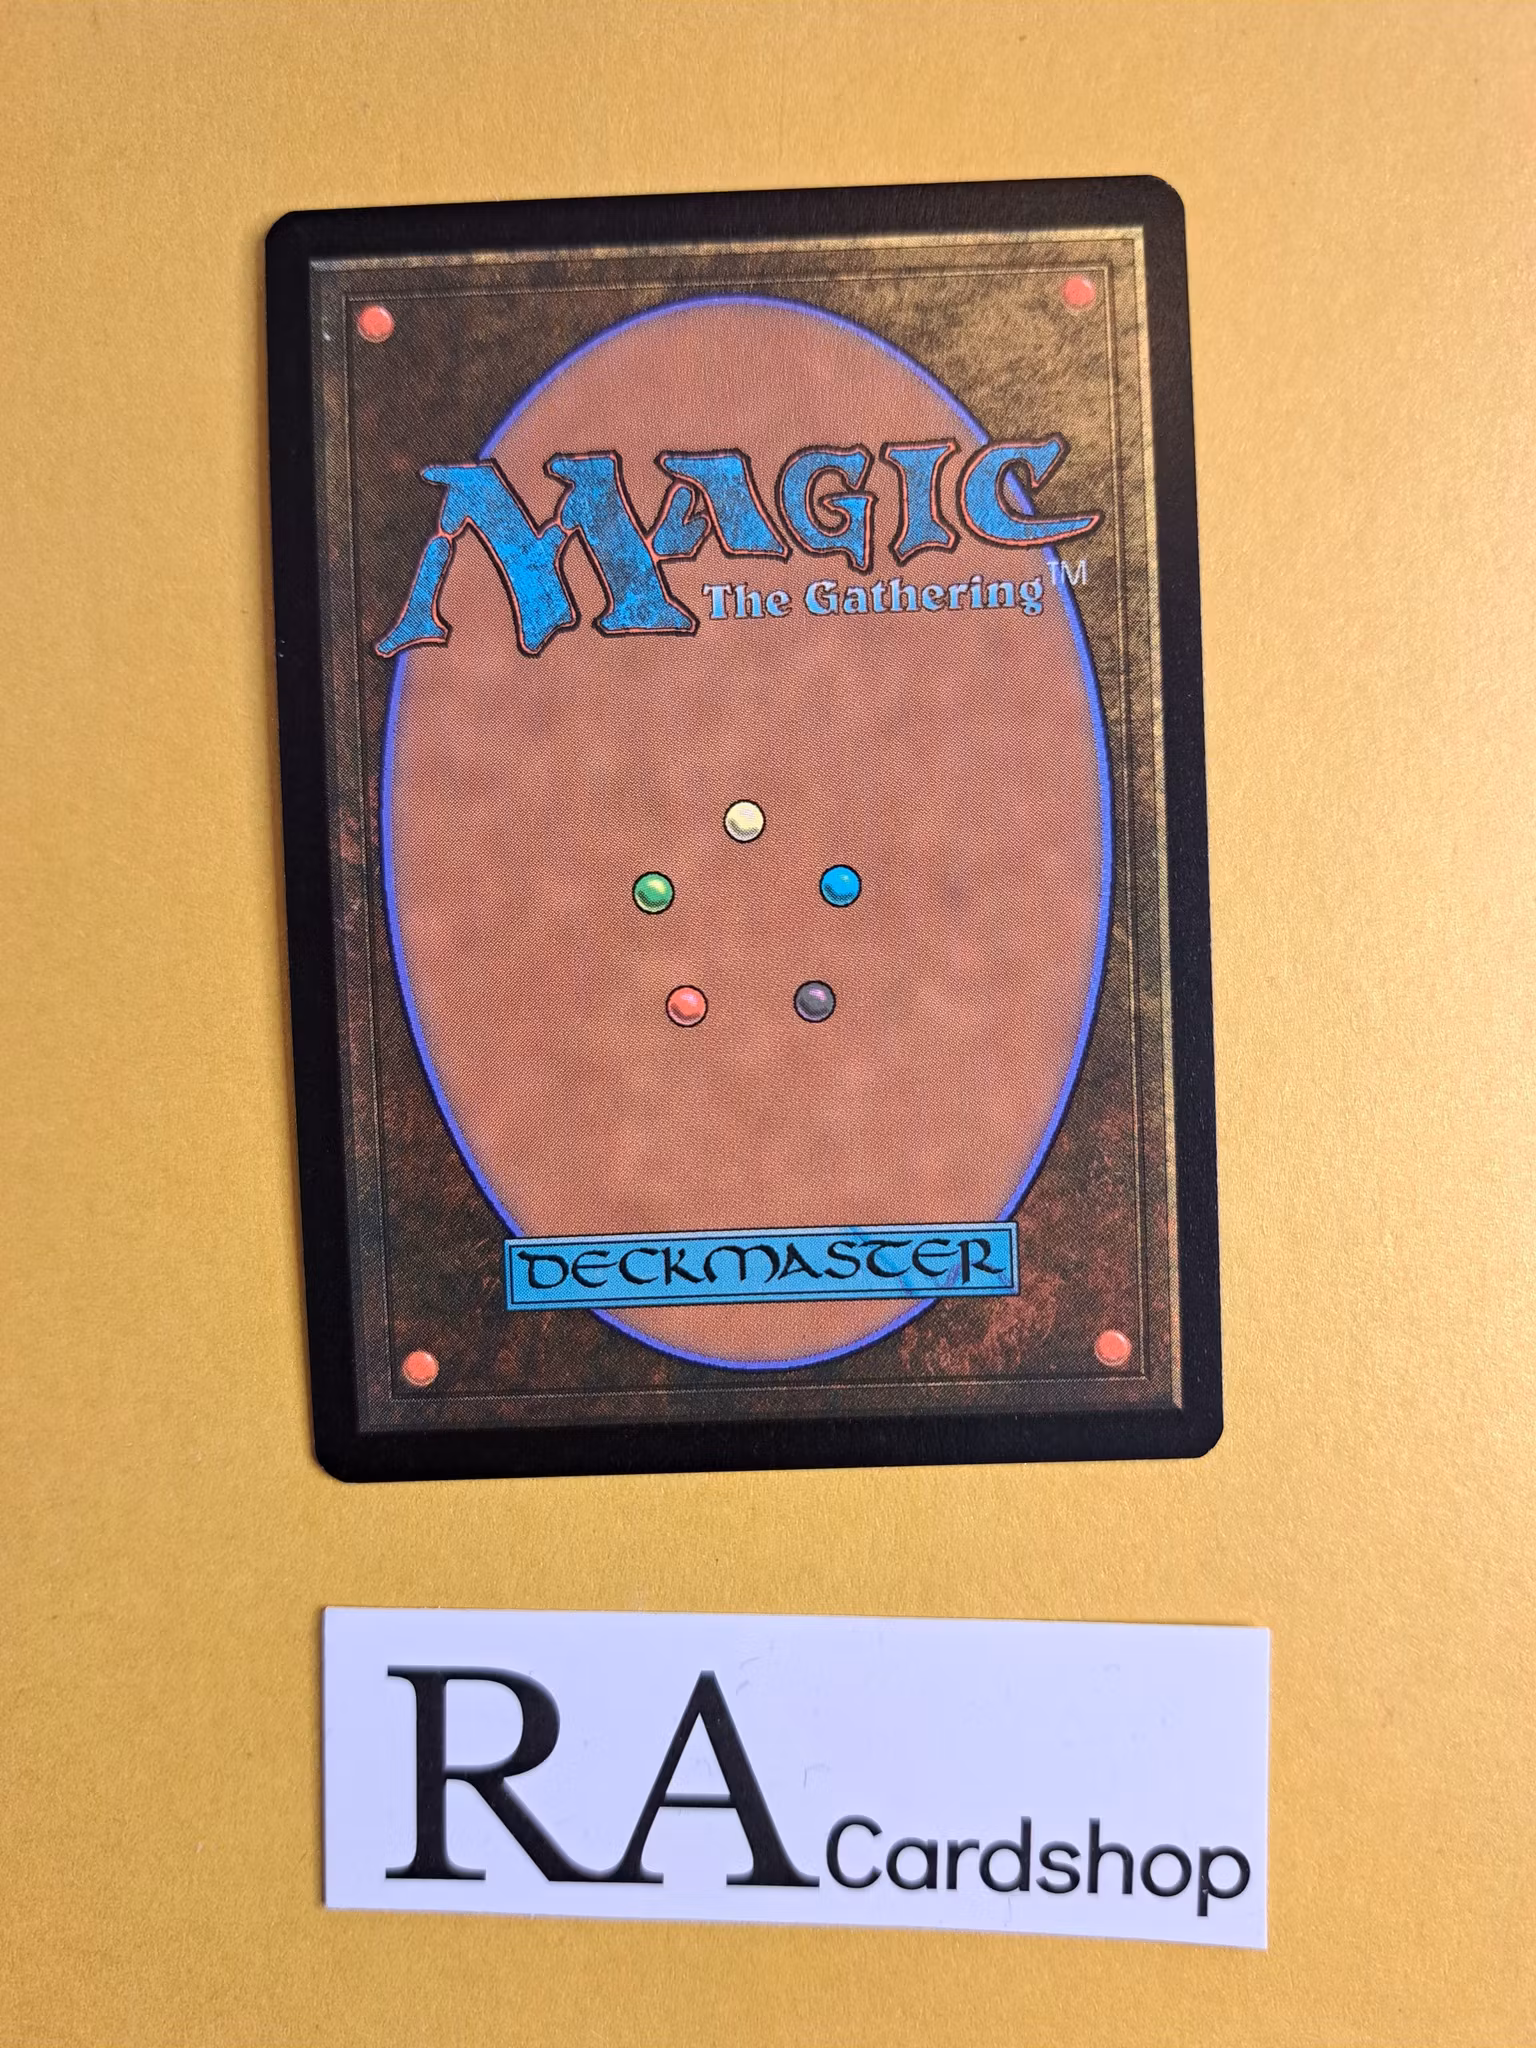 MAGIC
The Gathering™
DECKMASTER
RA Cardshop